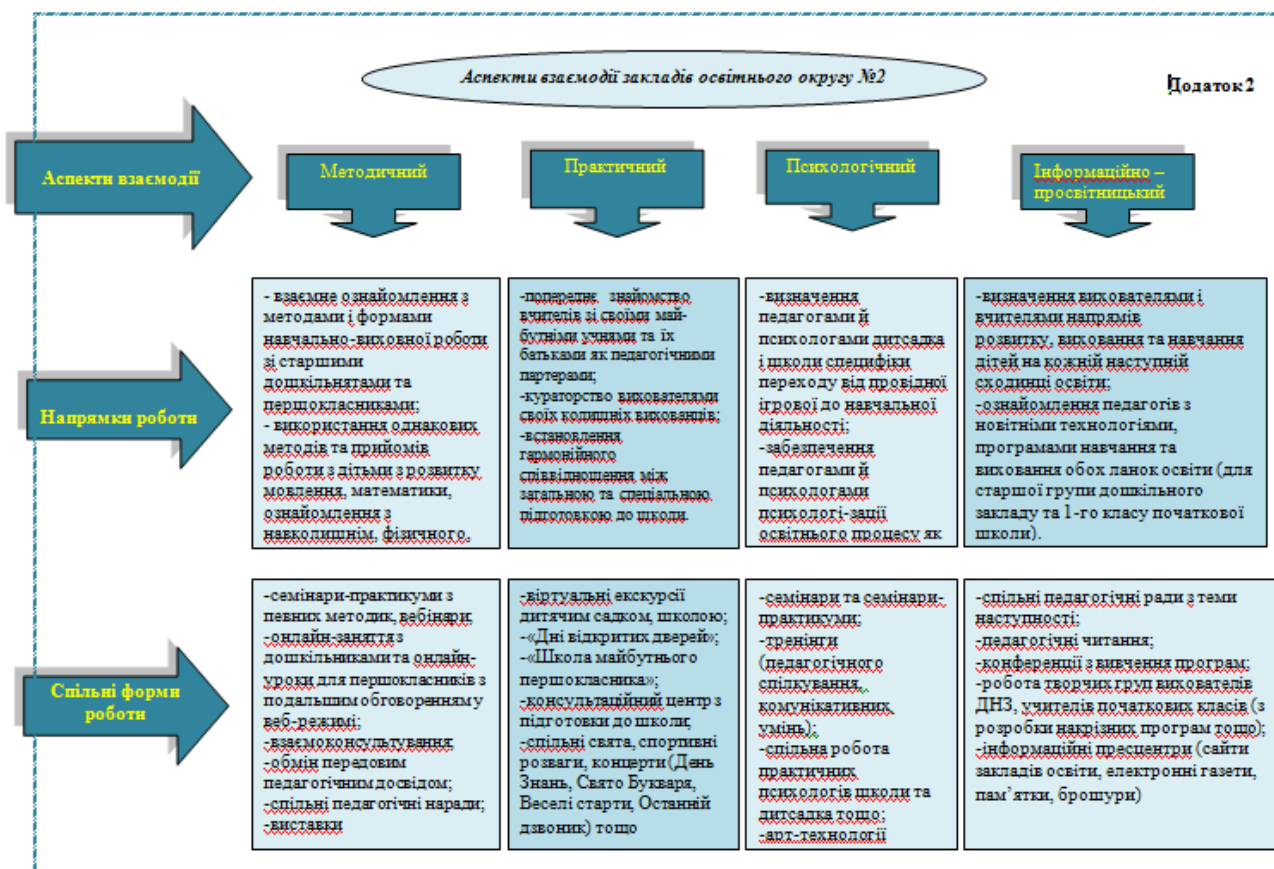 Аспекти взаємодії закладів освітнього округу №2
Додаток 2
Аспекти взаємодії
Методичний
Практичний
Психологічний
Інформаційно –
просвітницький
Напрямки роботи
- взаємне ознайомлення з
методами і формами
навчально-виховної роботи
зі старшими
дошкільнятами та
першокласниками;
- використання однакових
методів та прийомів
роботи з дітьми з розвитку
мовлення, математики,
ознайомлення з
навколишнім, фізичного,
-попереднє знайомство
вчителів зі своїми май-
бутніми учнями та їх
батьками як педагогічними
партерами;
-кураторство вихователями
своїх колишніх вихованців;
-встановлення
гармонійного
співвідношення між
загальною та спеціальною
підготовкою до школи.
-визначення
педагогами й
психологами дитсадка
і школи специфіки
переходу від провідної
ігрової до навчальної
діяльності;
-забезпечення
педагогами й
психологами
психологі-зації
освітнього процесу як
-визначення вихователями і
вчителями напрямів
розвитку, виховання та навчання
дітей на кожній наступній
сходинці освіти;
-ознайомлення педагогів з
новітніми технологіями,
програмами навчання та
виховання обох ланок освіти (для
старшої групи дошкільного
закладу та 1-го класу початкової
школи).
Спільні форми
роботи
-семінари-практикуми з
певних методик, вебінари;
-онлайн-заняття з
дошкільниками та онлайн-
уроки для першокласників з
подальшим обговоренням у
веб-режимі;
-взаємоконсультування;
-обмін передовим
педагогічним досвідом;
-спільні педагогічні наради;
-виставки
-віртуальні екскурсії
дитячим садком, школою;
-«Дні відкритих дверей»;
-«Школа майбутнього
першокласника»;
-консультаційний центр з
підготовки до школи;
-спільні свята, спортивні
розваги, концерти (День
Знань, Свято Букваря,
Веселі старти, Останній
дзвоник) тощо
-семінари та семінари-
практикуми;
-тренінги
(педагогічного
спілкування,
комунікативних
умінь);
-спільна робота
практичних
психологів школи та
дитсадка тощо;
-арт-технології
-спільні педагогічні ради з теми
наступності;
-педагогічні читання;
-конференції з вивчення програм;
-робота творчих груп вихователів
ДНЗ, учителів початкових класів (з
розробки накрізних програм тощо);
-інформаційні пресцентри (сайти
закладів освіти, електронні газети,
пам’ятки, брошури)